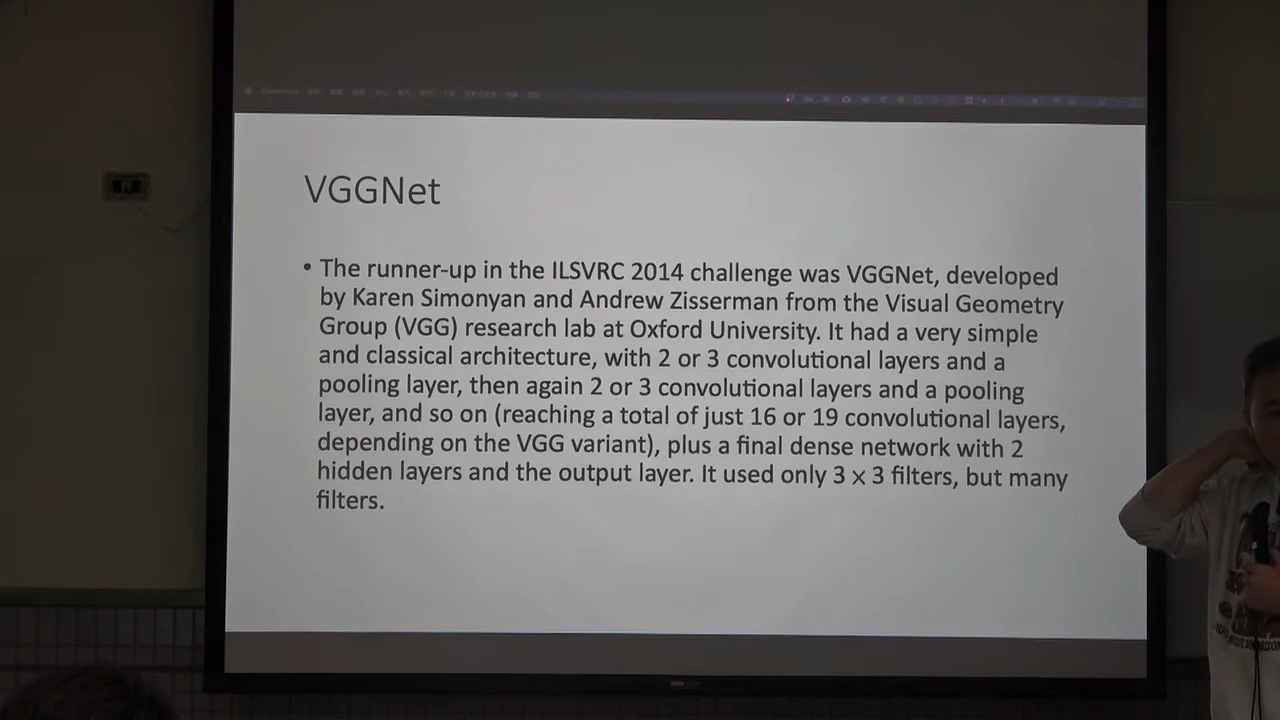 VGGNet
• The runner-up in the ILSVRC 2014 challenge was VGGNet, developed
by Karen Simonyan and Andrew Zisserman from the Visual Geometry
Group (VGG) research lab at Oxford University. It had a very simple
and classical architecture, with 2 or 3 convolutional layers and a
pooling layer, then again 2 or 3 convolutional layers and a pooling
layer, and so on (reaching a total of just 16 or 19 convolutional layers,
depending on the VGG variant), plus a final dense network with 2
hidden layers and the output layer. It used only 3 x 3 filters, but many
filters.